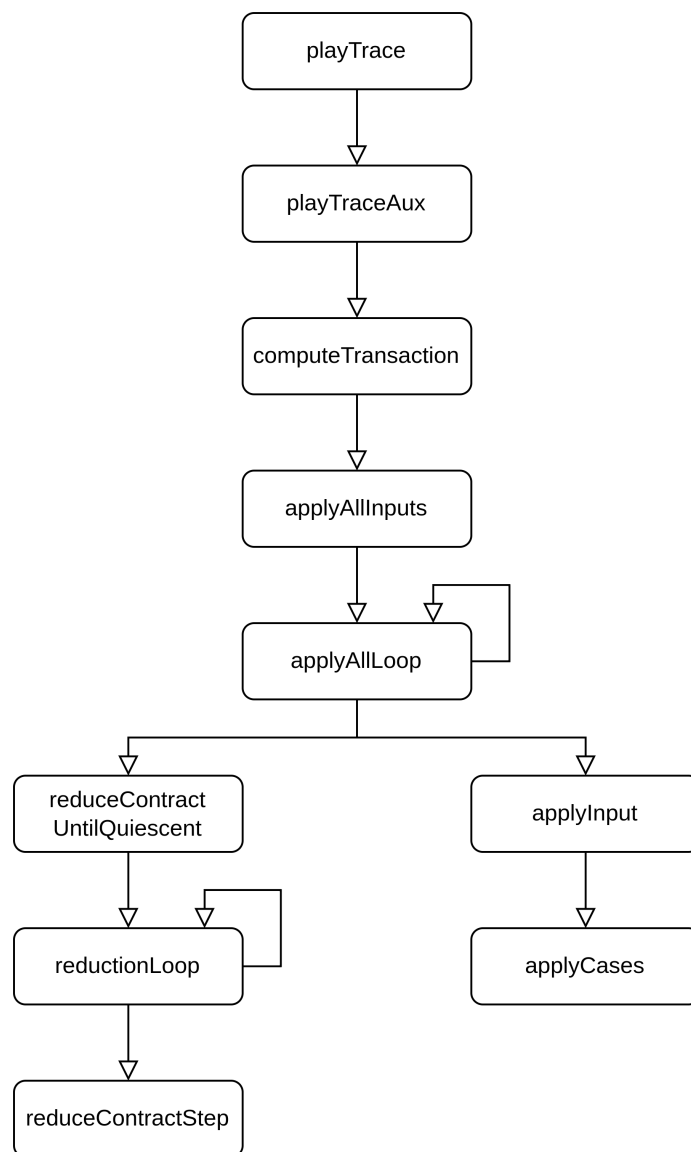 playTrace
playTraceAux
computeTransaction
applyAllInputs
applyAllLoop
reduceContract
UntilQuiescent
applyInput
reductionLoop
applyCases
reduceContractStep